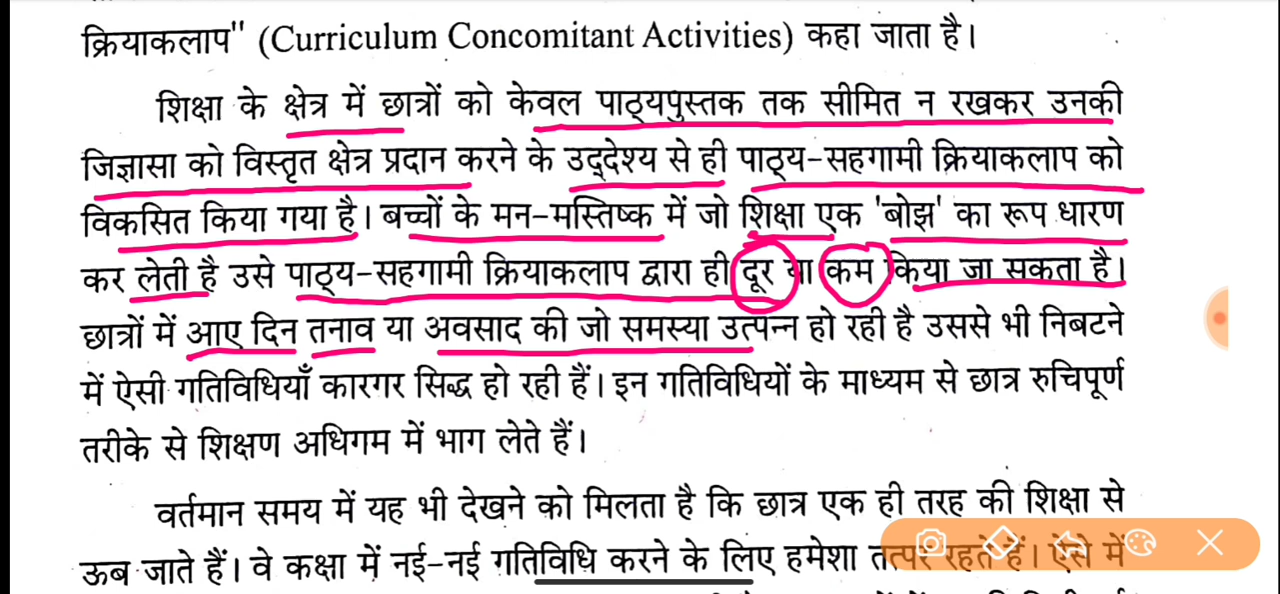 क्रियाकलाप" (Curriculum Concomitant Activities) कहा जाता है।
शिक्षा के क्षेत्र में छात्रों को केवल पाठ्यपुस्तक तक सीमित न रखकर उनकी
जिज्ञासा को विस्तृत क्षेत्र प्रदान करने के उद्देश्य से ही पाठ्य-सहगामी क्रियाकलाप को
विकसित किया गया है। बच्चों के मन-मस्तिष्क में जो शिक्षा एक 'बोझ' का रूप धारण
कर लेती है उसे पाठ्य-सहगामी क्रियाकलाप द्वारा ही दूर या कम किया जा सकता है।
छात्रों में आए दिन तनाव या अवसाद की जो समस्या उत्पन्न हो रही है उससे भी निबटने
में ऐसी गतिविधियाँ कारगर सिद्ध हो रही हैं। इन गतिविधियों के माध्यम से छात्र रुचिपूर्ण
तरीके से शिक्षण अधिगम में भाग लेते हैं।
वर्तमान समय में यह भी देखने को मिलता है कि छात्र एक ही तरह की शिक्षा से
ऊब जाते हैं। वे कक्षा में नई-नई गतिविधि करने के लिए हमेशा तत्पर रहते हैं। ऐसे में